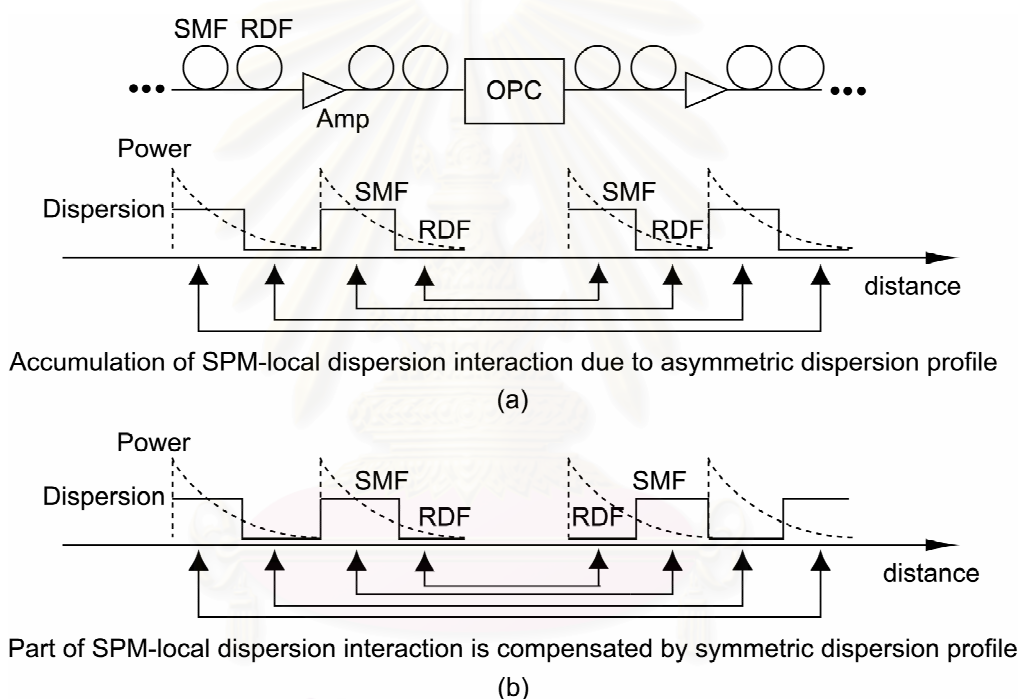 SMF RDF
OPC
Amp
Power
Dispersion
SMF
RDF
SMF
RDF
distance
Accumulation of SPM-local dispersion interaction due to asymmetric dispersion profile
(a)
Power
Dispersion
SMF
RDF
SMF
RDF
distance
Part of SPM-local dispersion interaction is compensated by symmetric dispersion profile
(b)